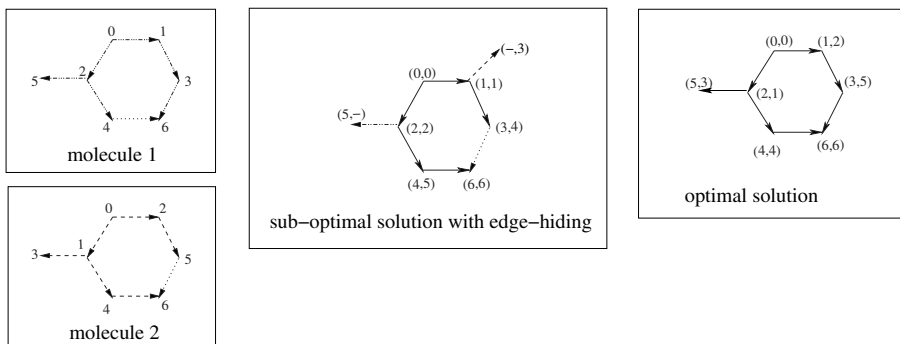 0 1
5 2 3
4 6
molecule 1
0 2
3 1 5
4 6
molecule 2
(−,3)
(0,0) (1,1)
(5,−) (2,2) (3,4)
(4,5) (6,6)
sub−optimal solution with edge−hiding
(0,0) (1,2)
(5,3) (2,1) (3,5)
(4,4) (6,6)
optimal solution